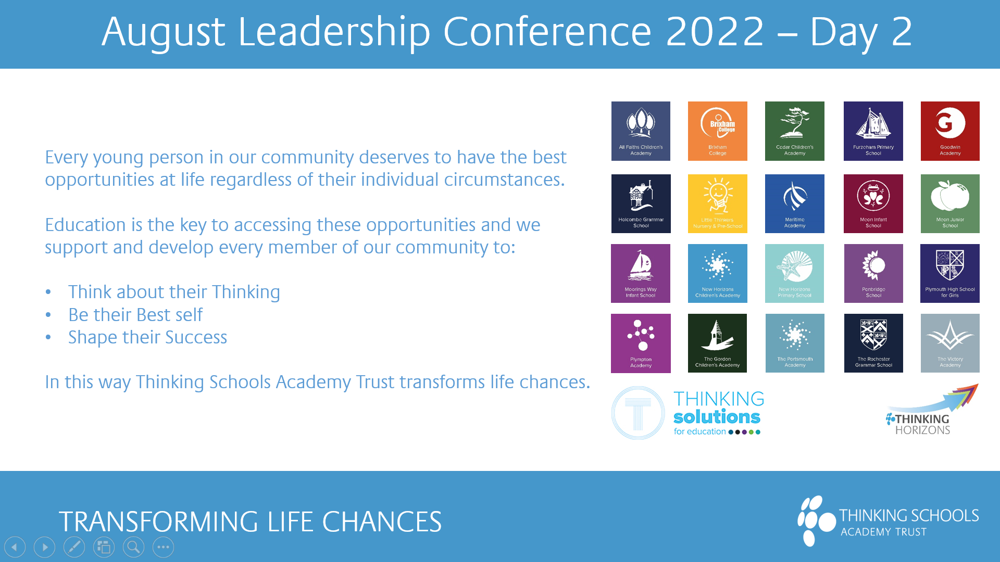 August Leadership Conference 2022 – Day 2
Every young person in our community deserves to have the best
opportunities at life regardless of their individual circumstances.
Education is the key to accessing these opportunities and we
support and develop every member of our community to:
• Think about their Thinking
• Be their Best self
• Shape their Success
In this way Thinking Schools Academy Trust transforms life chances.
All Faiths Children's
Academy
Brixham
College
Brixham
College
Cedar Children's
Academy
Furzeham Primary
School
G
Goodwin
Academy
Holcombe Grammar
School
Little Thinkers
Nursery & Pre-School
Maritime
Academy
Meon Infant
School
Meon Junior
School
Moorings Way
Infant School
New Horizons
Children's Academy
New Horizons
Primary School
Penbridge
School
Plymouth High School
for Girls
Plympton
Academy
The Gordon
Children's Academy
The Portsmouth
Academy
The Rochester
Grammar School
The Victory
Academy
T
THINKING
solutions
for education
THINKING
HORIZONS
TRANSFORMING LIFE CHANCES
THINKING SCHOOLS
ACADEMY TRUST